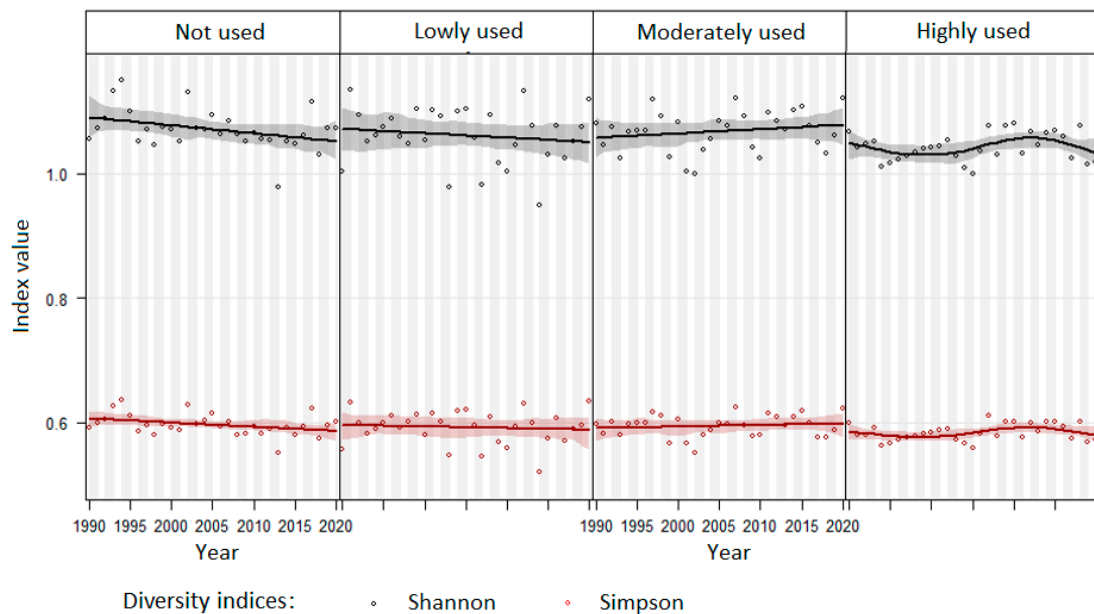 Not used Lowly used Moderately used Highly used
Index value
1.0
0.8
0.6
1990 1995 2000 2005 2010 2015 2020 1990 1995 2000 2005 2010 2015 2020
Year Year
Diversity indices: Shannon Simpson